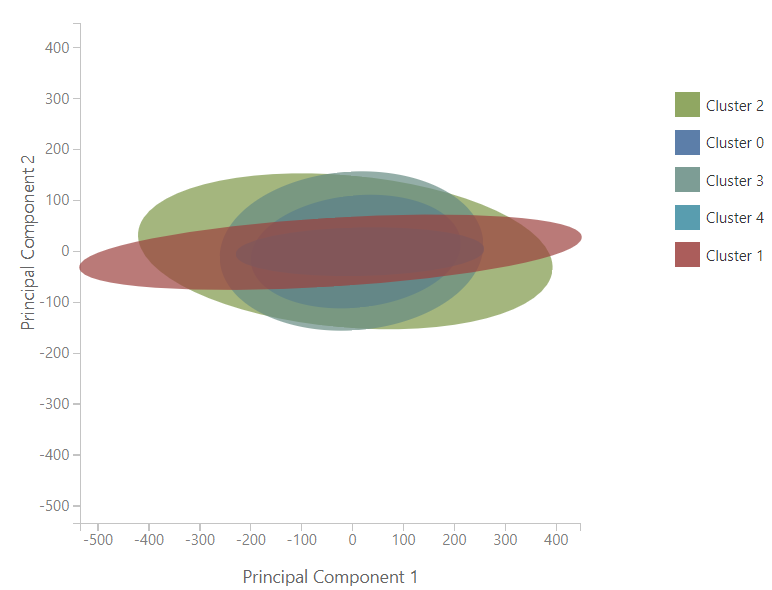 400
300
200
100
0
-100
-200
-300
-400
-500
Principal Component 2
-500 -400 -300 -200 -100 0 100 200 300 400
Principal Component 1
Cluster 2
Cluster 0
Cluster 3
Cluster 4
Cluster 1